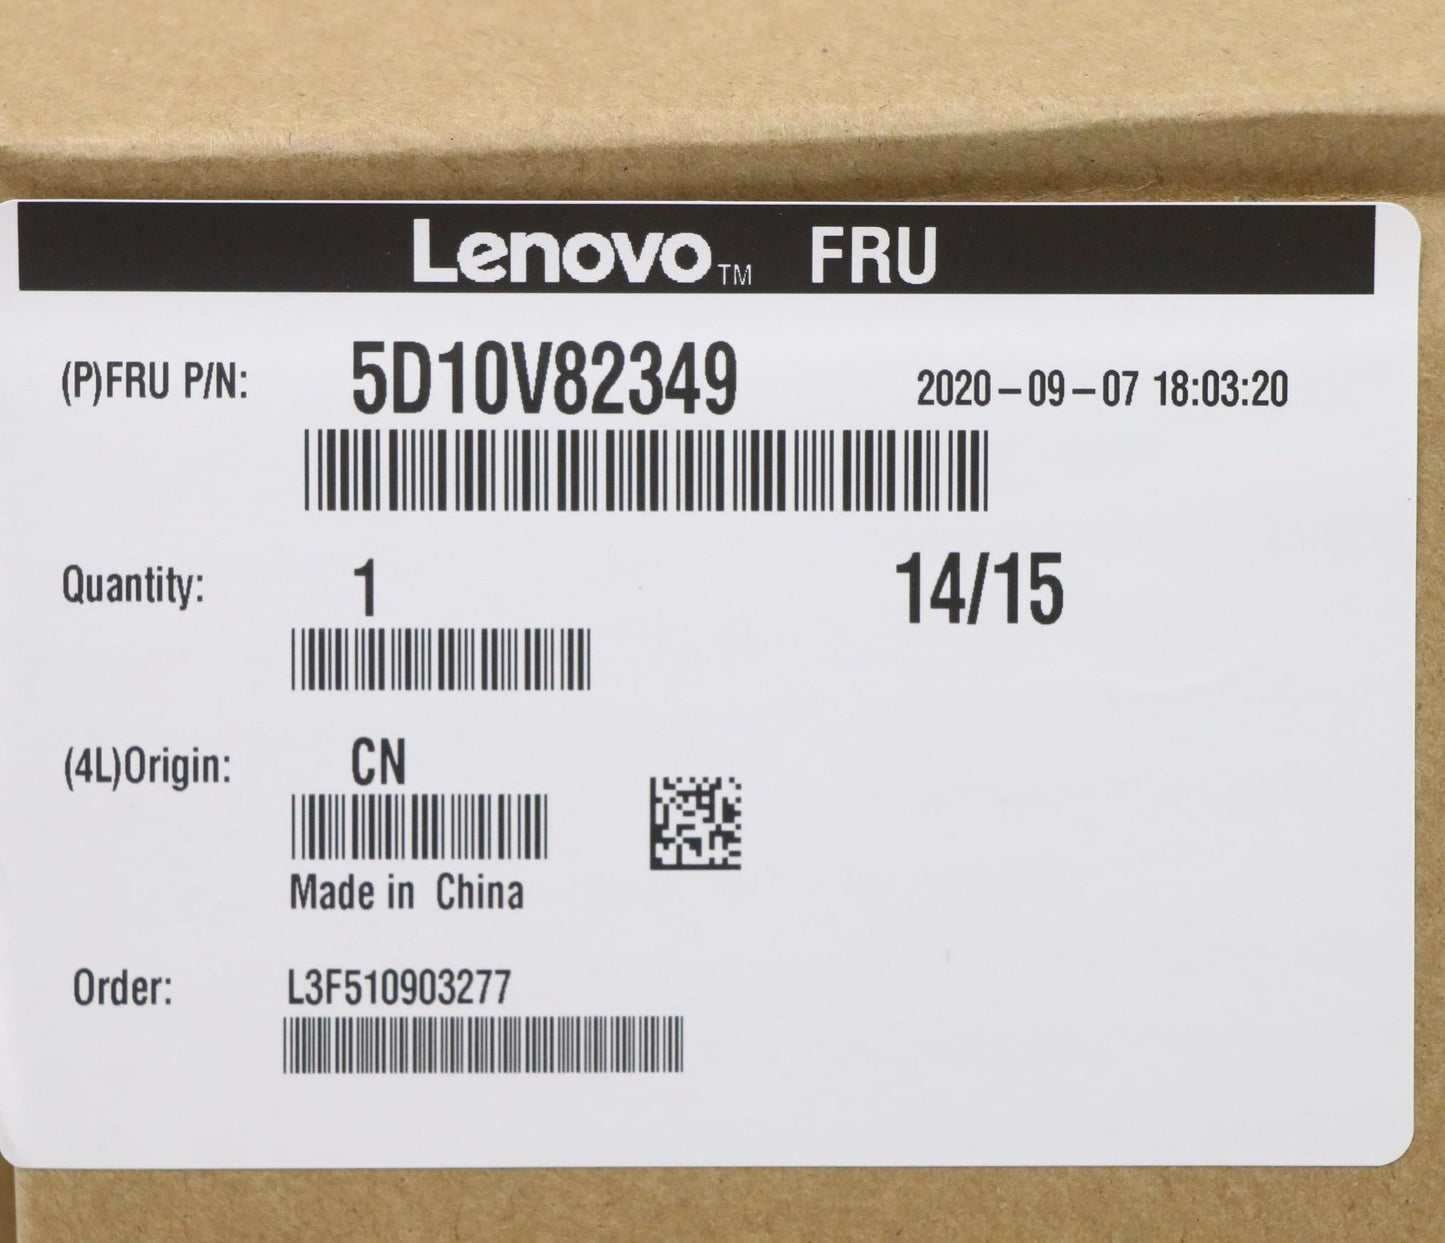 Lenovo™ FRU
(P)FRU P/N: 5D10V82349 2020-09-07 18:03:20
Quantity: 1 14/15
(4L)Origin: CN
Made in China
Order: L3F510903277